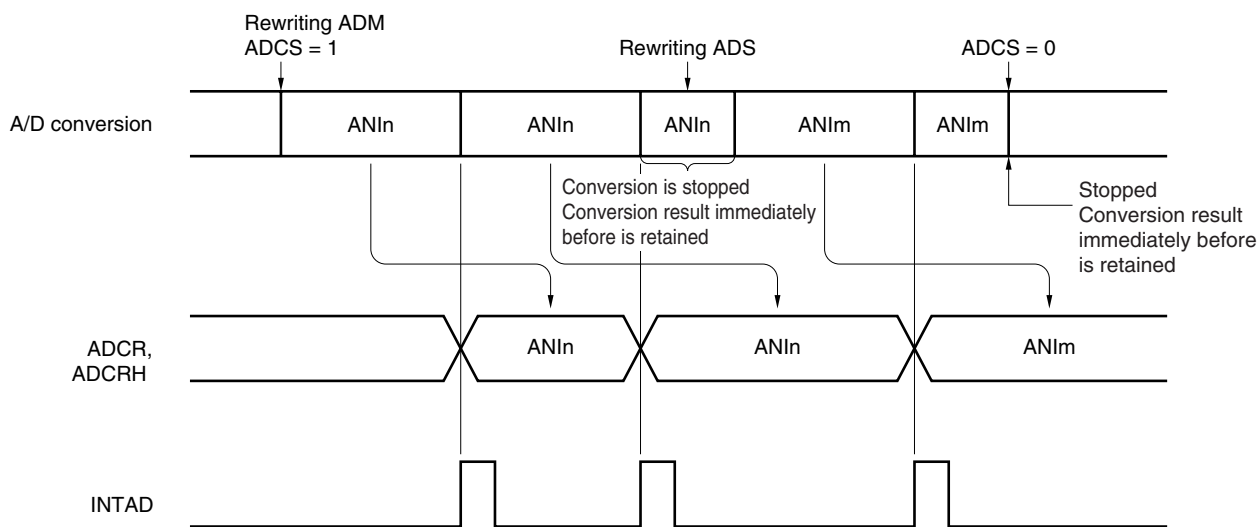 Rewriting ADM
ADCS = 1
Rewriting ADS
ADCS = 0
A/D conversion
ANIn
ANIn
ANIn
ANIm
ANIm
Conversion is stopped
Conversion result immediately
before is retained
Stopped
Conversion result
immediately before
is retained
ADCR,
ADCRH
ANIn
ANIn
ANIm
INTAD